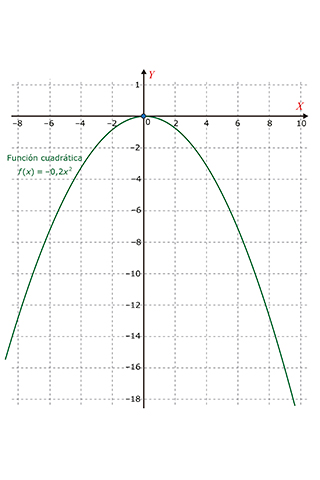 Y
1
X
−8 −6 −4 −2 0 2 4 6 8 10
Función cuadrática
f(x) = –0,2x²
−2
−4
−6
−8
−10
−12
−14
−16
−18